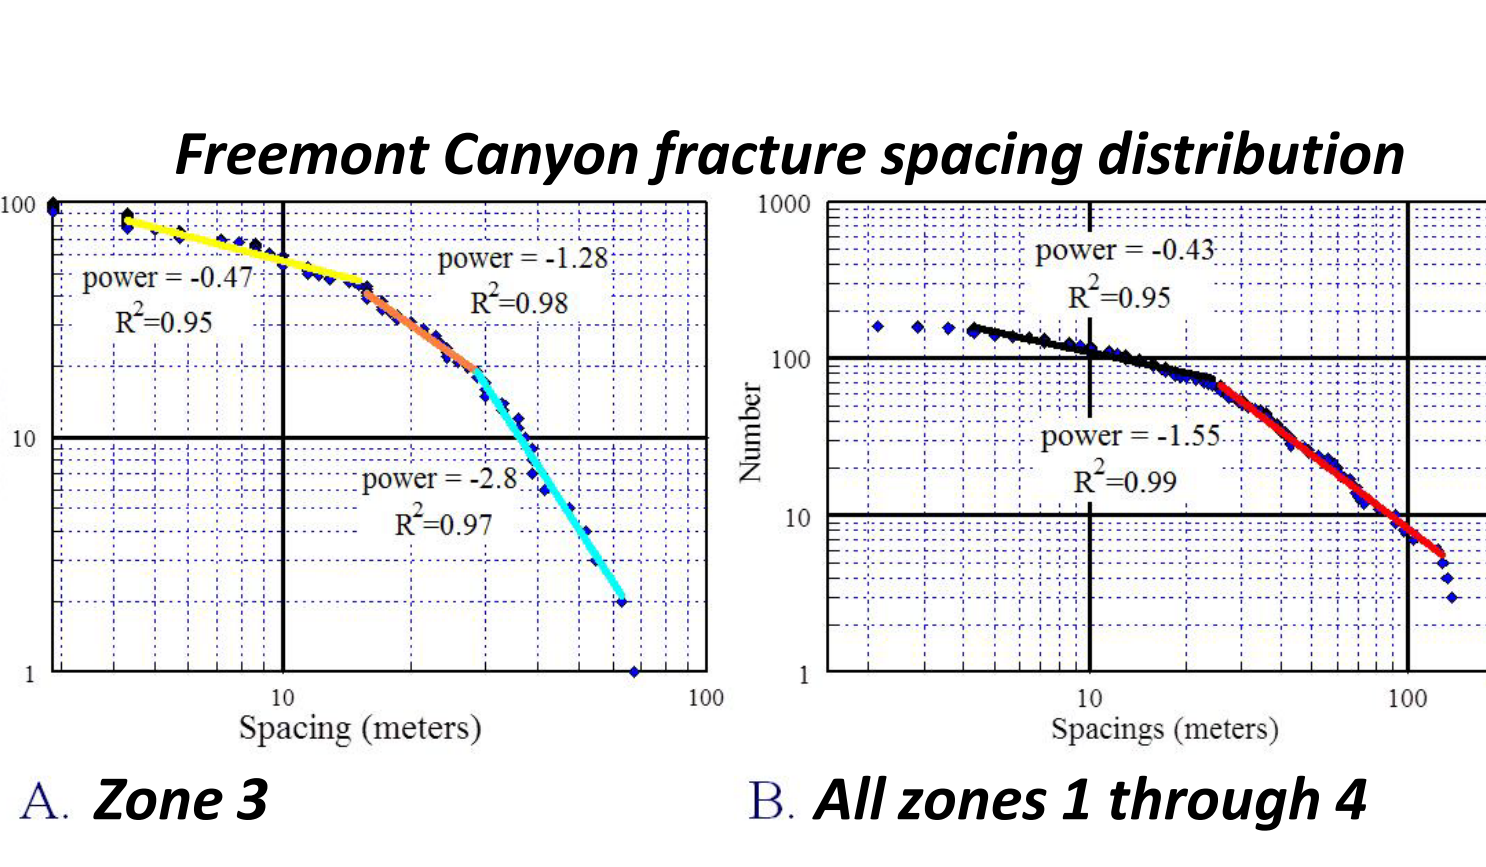 Freemont Canyon fracture spacing distribution
100
10
1
power = -0.47
R²=0.95
power = -1.28
R²=0.98
power = -2.8
R²=0.97
10
100
Spacing (meters)
A. Zone 3
1000
100
10
1
Number
power = -0.43
R²=0.95
power = -1.55
R²=0.99
10
100
Spacings (meters)
B. All zones 1 through 4